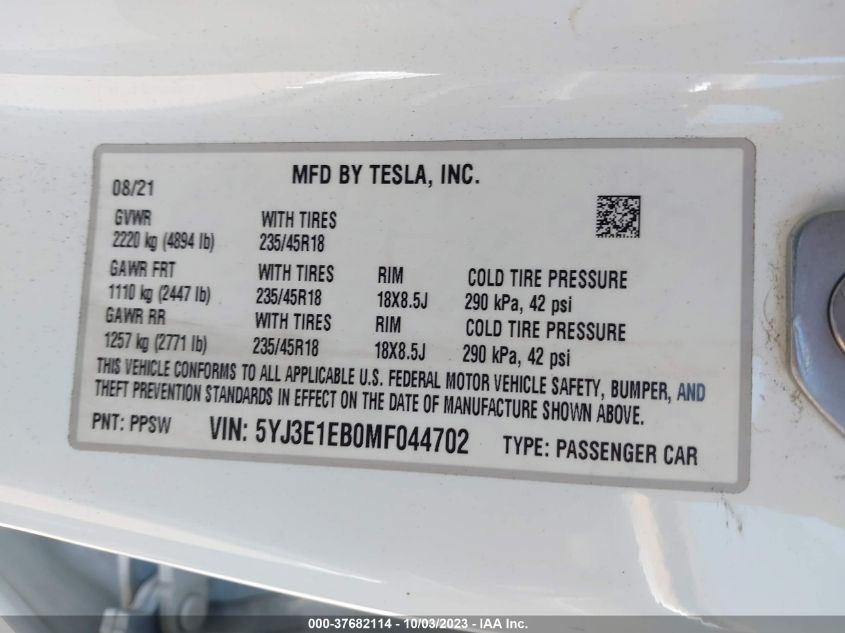 MFD BY TESLA, INC.
08/21
GVWR WITH TIRES
2220 kg (4894 lb) 235/45R18
GAWR FRT WITH TIRES RIM COLD TIRE PRESSURE
1110 kg (2447 lb) 235/45R18 18X8.5J 290 kPa, 42 psi
GAWR RR WITH TIRES RIM COLD TIRE PRESSURE
1257 kg (2771 lb) 235/45R18 18X8.5J 290 kPa, 42 psi
THIS VEHICLE CONFORMS TO ALL APPLICABLE U.S. FEDERAL MOTOR VEHICLE SAFETY, BUMPER, AND
THEFT PREVENTION STANDARDS IN EFFECT ON THE DATE OF MANUFACTURE SHOWN ABOVE.
PNT: PPSW VIN: 5YJ3E1EB0MF044702 TYPE: PASSENGER CAR
000-37682114 - 10/03/2023 - IAA Inc.